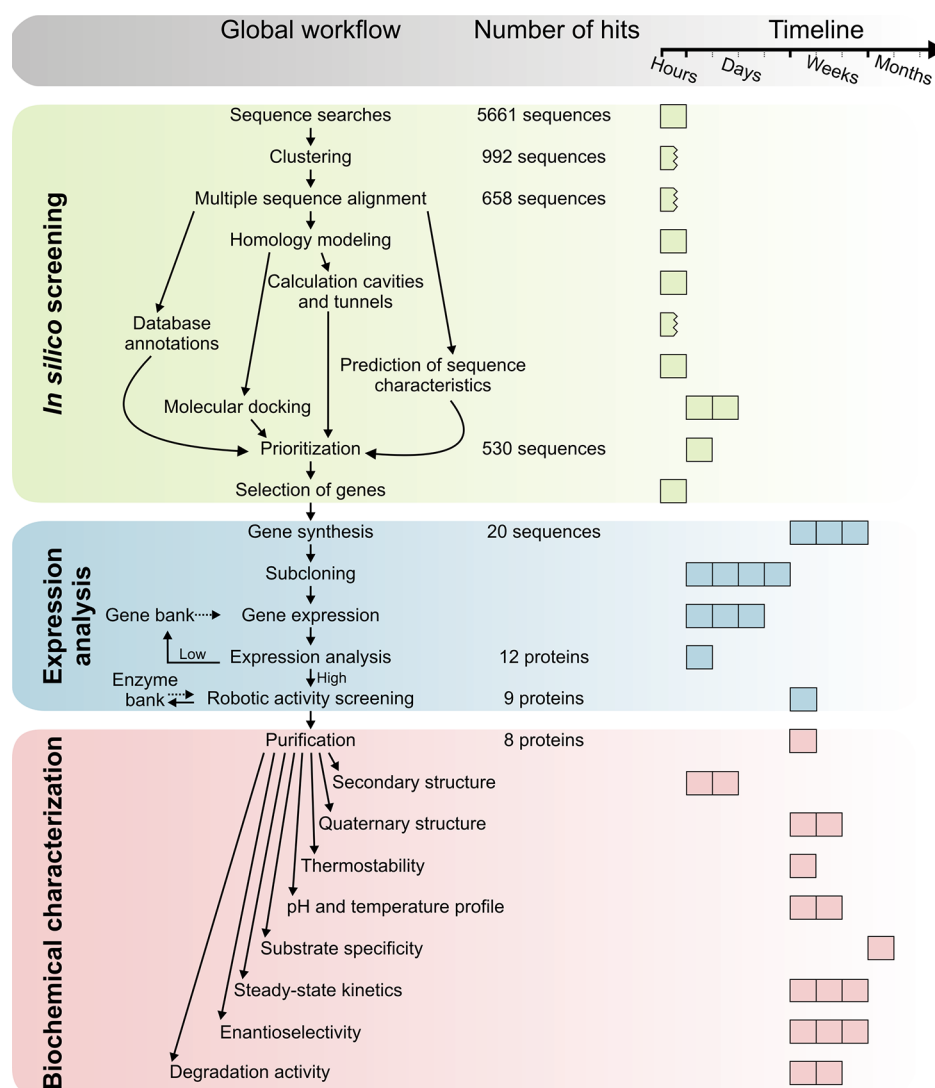 Global workflow
Number of hits
Timeline
Hours
Days
Weeks
Months
In silico screening
Sequence searches
5661 sequences
Clustering
992 sequences
Multiple sequence alignment
658 sequences
Homology modeling
Calculation cavities
and tunnels
Database
annotations
Prediction of sequence
characteristics
Molecular docking
Prioritization
530 sequences
Selection of genes
Expression
analysis
Gene synthesis
20 sequences
Subcloning
Gene bank
Gene expression
Low
Expression analysis
12 proteins
High
Enzyme
bank
Robotic activity screening
9 proteins
Biochemical characterization
Purification
8 proteins
Secondary structure
Quaternary structure
Thermostability
pH and temperature profile
Substrate specificity
Steady-state kinetics
Enantioselectivity
Degradation activity